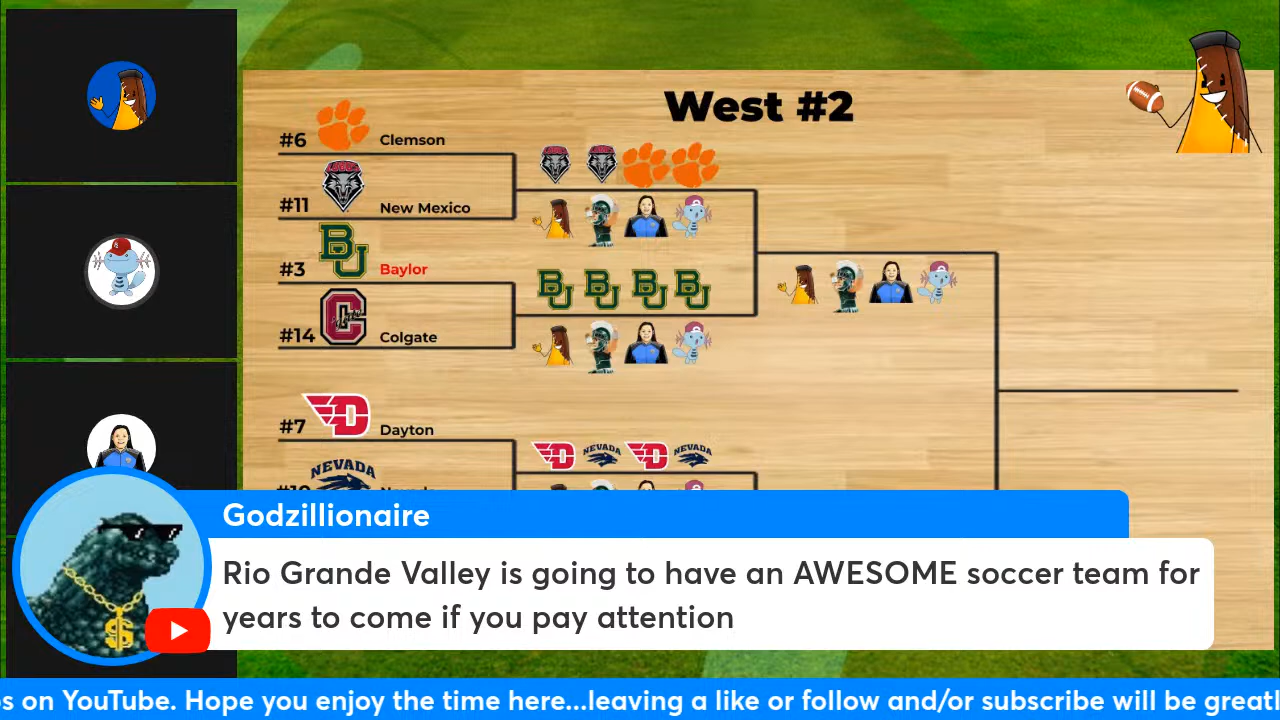 West #2
#6 Clemson
#11 New Mexico
#3 Baylor
#14 Colgate
#7 Dayton
NEVADA
NEVADA
NEVADA
Godzillionaire
Rio Grande Valley is going to have an AWESOME soccer team for
years to come if you pay attention
on YouTube. Hope you enjoy the time here...leaving a like or follow and/or subscribe will be